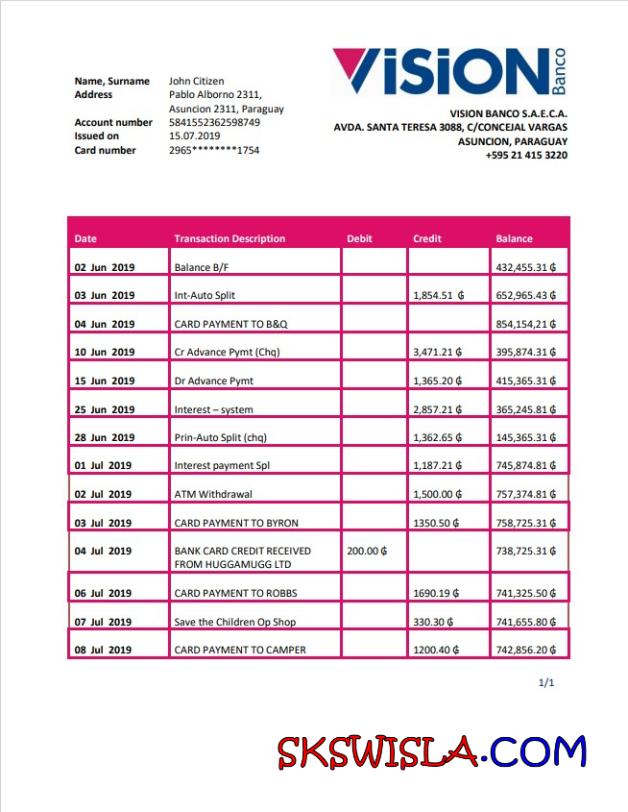 ViSiON Banco
Name, Surname John Citizen
Address Pablo Alborno 2311,
Asuncion 2311, Paraguay
Account number 5841552362598749
Issued on 15.07.2019
Card number 2965********1754
VISION BANCO S.A.E.C.A.
AVDA. SANTA TERESA 3088, C/CONCEJAL VARGAS
ASUNCION, PARAGUAY
+595 21 415 3220
Date Transaction Description Debit Credit Balance
02 Jun 2019 Balance B/F 432,455.31 ₲
03 Jun 2019 Int-Auto Split 1,854.51 ₲ 652,965.43 ₲
04 Jun 2019 CARD PAYMENT TO B&Q 854,154,21 ₲
10 Jun 2019 Cr Advance Pymt (Chq) 3,471.21 ₲ 395,874.31 ₲
15 Jun 2019 Dr Advance Pymt 1,365.20 ₲ 415,365.31 ₲
25 Jun 2019 Interest – system 2,857.21 ₲ 365,245.81 ₲
28 Jun 2019 Prin-Auto Split (chq) 1,362.65 ₲ 145,365.31 ₲
01 Jul 2019 Interest payment Spl 1,187.21 ₲ 745,874.81 ₲
02 Jul 2019 ATM Withdrawal 1,500.00 ₲ 757,374.81 ₲
03 Jul 2019 CARD PAYMENT TO BYRON 1350.50 ₲ 758,725.31 ₲
04 Jul 2019 BANK CARD CREDIT RECEIVED 200.00 ₲ 738,725.31 ₲
FROM HUGGAMUGG LTD
06 Jul 2019 CARD PAYMENT TO ROBBS 1690.19 ₲ 741,325.50 ₲
07 Jul 2019 Save the Children Op Shop 330.30 ₲ 741,655.80 ₲
08 Jul 2019 CARD PAYMENT TO CAMPER 1200.40 ₲ 742,856.20 ₲
1/1
SKSWISLA.COM